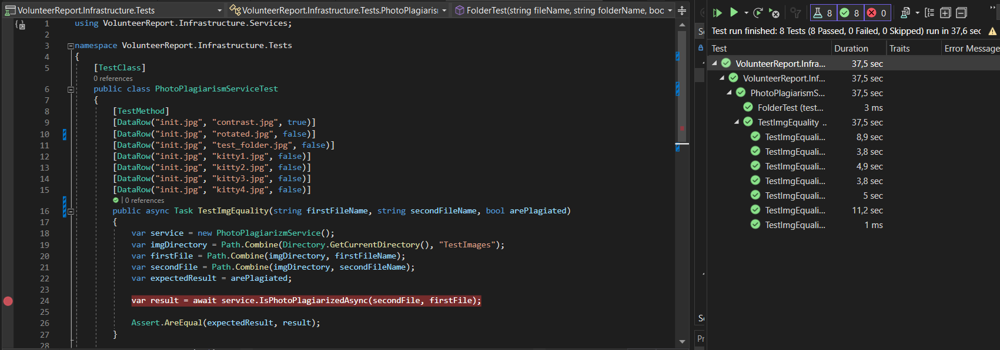 VolunteerReport.Infrastructure.Tests
VolunteerReport.Infrastructure.Tests.PhotoPlagiarisı
FolderTest(string fileName, string folderName, boc
1 using VolunteerReport.Infrastructure.Services;
2
3 namespace VolunteerReport.Infrastructure.Tests
4 {
5 [TestClass]
0 references
6 public class PhotoPlagiarismServiceTest
7 {
8 [TestMethod]
9 [DataRow("init.jpg", "contrast.jpg", true)]
10 [DataRow("init.jpg", "rotated.jpg", false)]
11 [DataRow("init.jpg", "test_folder.jpg", false)]
12 [DataRow("init.jpg", "kitty1.jpg", false)]
13 [DataRow("init.jpg", "kitty2.jpg", false)]
14 [DataRow("init.jpg", "kitty3.jpg", false)]
15 [DataRow("init.jpg", "kitty4.jpg", false)]
| 0 references
16 public async Task TestImgEquality(string firstFileName, string secondFileName, bool arePlagiated)
17 {
18 var service = new PhotoPlagiarizmService();
19 var imgDirectory = Path.Combine(Directory.GetCurrentDirectory(), "TestImages");
20 var firstFile = Path.Combine(imgDirectory, firstFileName);
21 var secondFile = Path.Combine(imgDirectory, secondFileName);
22 var expectedResult = arePlagiated;
23
24 var result = await service.IsPhotoPlagiarizedAsync(secondFile, firstFile);
25
26 Assert.AreEqual(expectedResult, result);
27 }
28
Se
Se
Pr
8 8 0
Test run finished: 8 Tests (8 Passed, 0 Failed, 0 Skipped) run in 37,6 sec
Test Duration Traits Error Message
VolunteerReport.Infra... 37,5 sec
VolunteerReport.Inf... 37,5 sec
PhotoPlagiarismS... 37,5 sec
FolderTest (test... 3 ms
TestImgEquality .. 37,5 sec
TestImgEquali... 8,9 sec
TestImgEquali... 3,8 sec
TestImgEquali... 4,9 sec
TestImgEquali... 3,8 sec
TestImgEquali... 5 sec
TestImgEquali... 11,2 sec
TestImgEquali... 1 ms